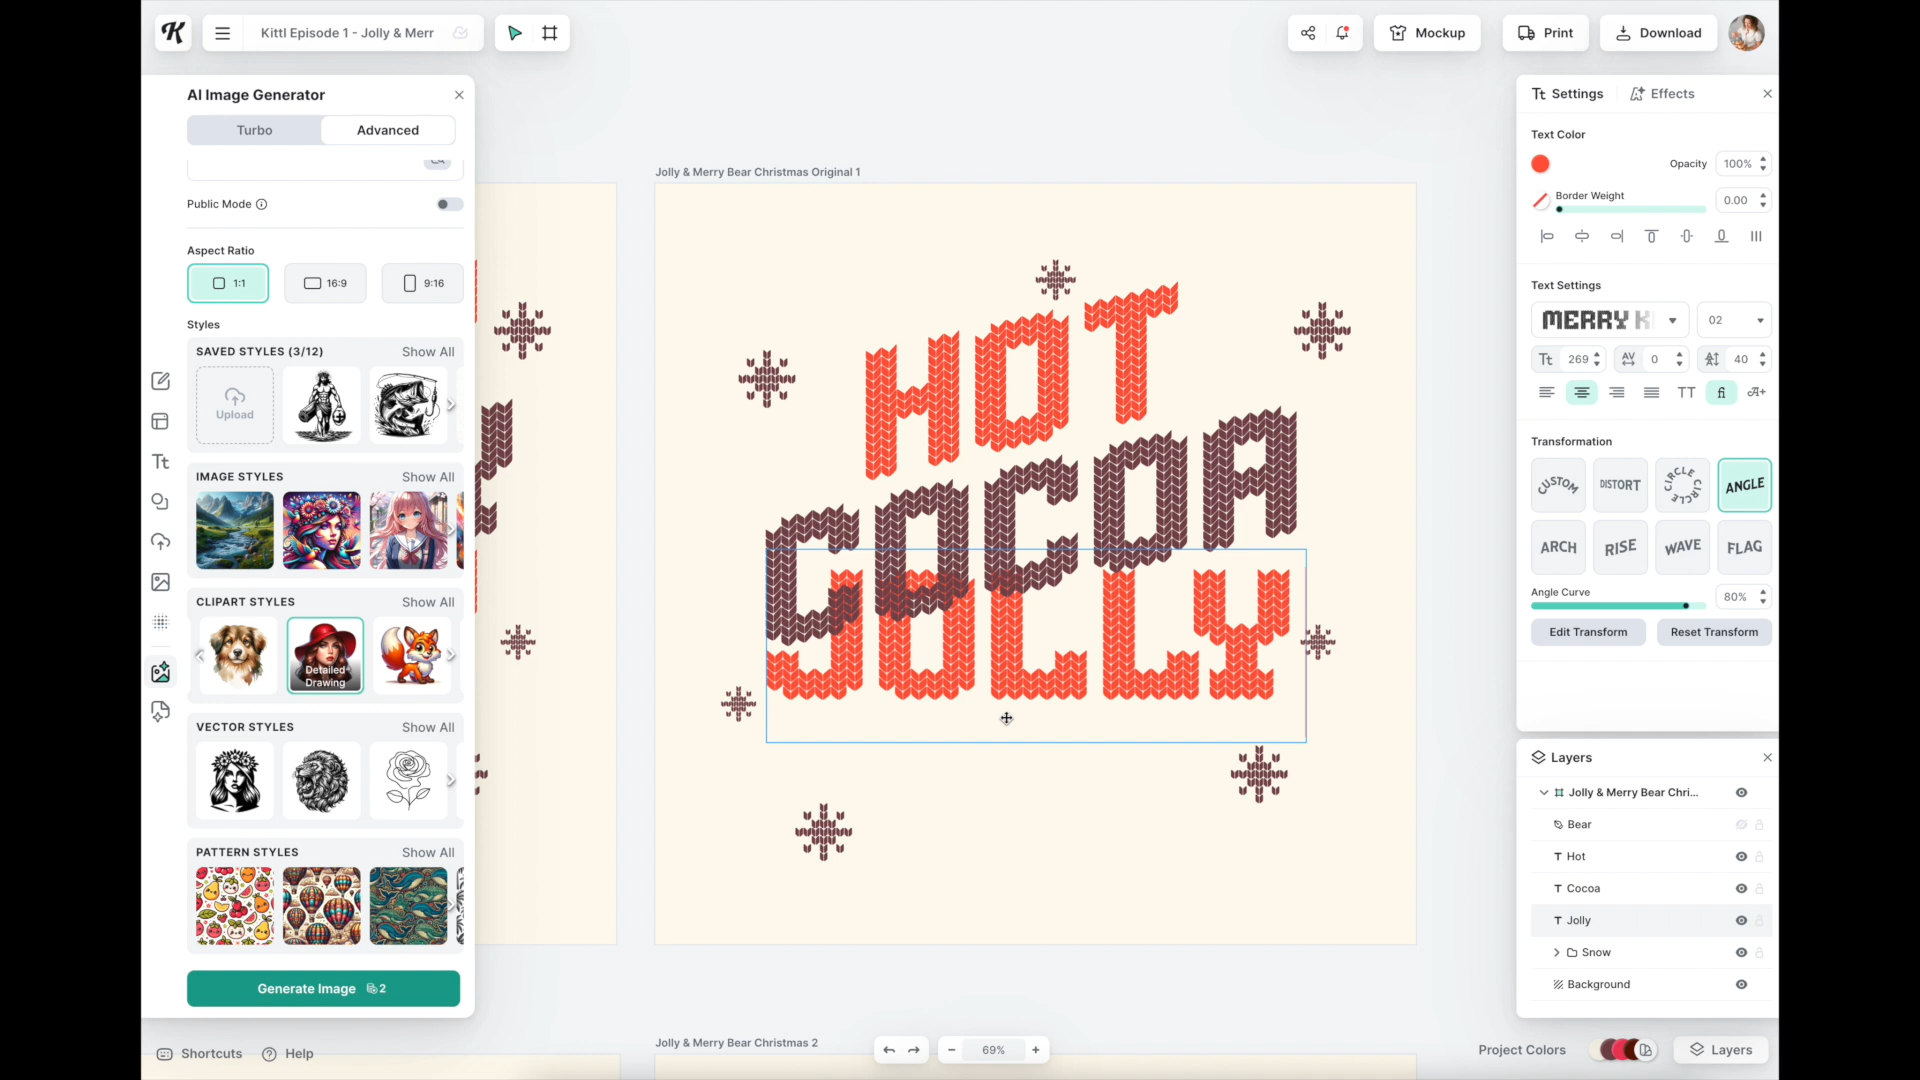 K
Kittl Episode 1 - Jolly & Merr
Mockup
Print
Download
AI Image Generator
Turbo
Advanced
Public Mode
Aspect Ratio
1:1
16:9
9:16
Styles
SAVED STYLES (3/12)
Show All
Upload
IMAGE STYLES
Show All
CLIPART STYLES
Show All
Detailed
Drawing
VECTOR STYLES
Show All
PATTERN STYLES
Show All
Generate Image
2
Shortcuts
Help
Jolly & Merry Bear Christmas Original 1
HOT
COCOA
JOLLY
Jolly & Merry Bear Christmas 2
69%
Tt Settings
Effects
Text Color
Opacity
100%
Border Weight
0.00
Text Settings
MERRY K
02
Tt
269
AV
0
40
TT
fi
A+
Transformation
CUSTOM
DISTORT
CIRCLE CIRCLE
ANGLE
ARCH
RISE
WAVE
FLAG
Angle Curve
80%
Edit Transform
Reset Transform
Layers
Jolly & Merry Bear Chri...
Bear
T Hot
T Cocoa
T Jolly
Snow
Background
Project Colors
Layers